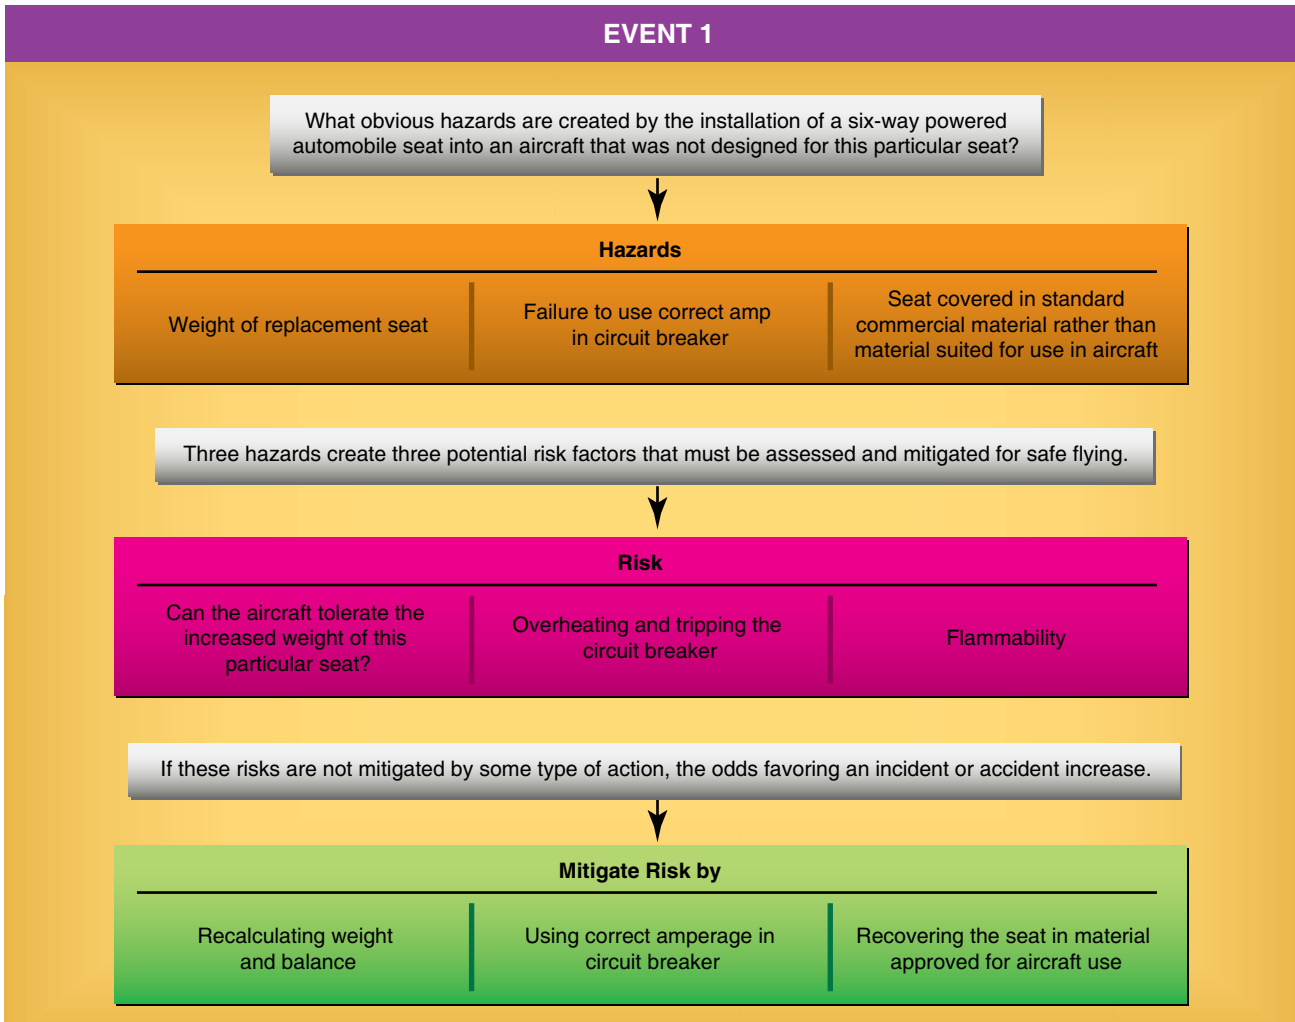 EVENT 1
What obvious hazards are created by the installation of a six-way powered
automobile seat into an aircraft that was not designed for this particular seat?
Hazards
Weight of replacement seat
Failure to use correct amp
in circuit breaker
Seat covered in standard
commercial material rather than
material suited for use in aircraft
Three hazards create three potential risk factors that must be assessed and mitigated for safe flying.
Risk
Can the aircraft tolerate the
increased weight of this
particular seat?
Overheating and tripping the
circuit breaker
Flammability
If these risks are not mitigated by some type of action, the odds favoring an incident or accident increase.
Mitigate Risk by
Recalculating weight
and balance
Using correct amperage in
circuit breaker
Recovering the seat in material
approved for aircraft use